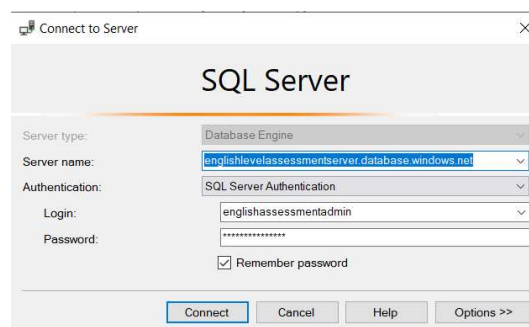 Connect to Server
SQL Server
Server type: Database Engine
Server name: englishlevelassessmentserver.database.windows.net
Authentication: SQL Server Authentication
Login: englishassessmentadmin
Password: ***************
Remember password
Connect Cancel Help Options >>